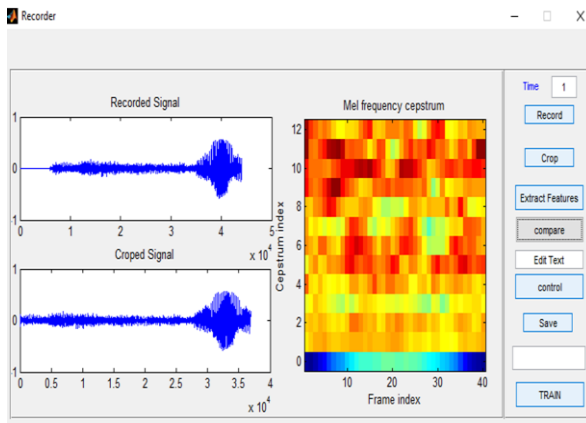 Recorder
Recorded Signal
1
0
-1
0 1 2 3 4 5
x 10^4
Croped Signal
1
0
-1
0 0.5 1 1.5 2 2.5 3 3.5 4
x 10^4
Mel frequency cepstrum
Cepstrum index
12
10
8
6
4
2
0
10 20 30 40
Frame index
Time 1
Record
Crop
Extract Features
compare
Edit Text
control
Save
TRAIN